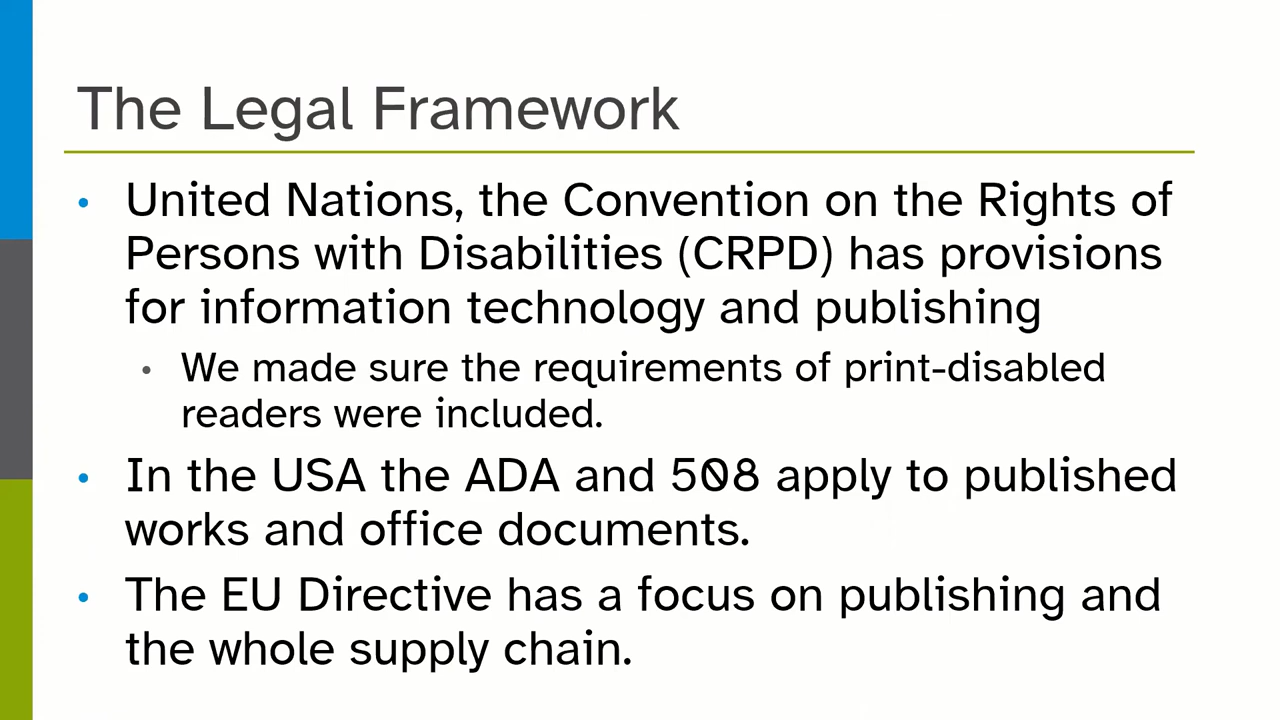 The Legal Framework
• United Nations, the Convention on the Rights of
Persons with Disabilities (CRPD) has provisions
for information technology and publishing
• We made sure the requirements of print-disabled
readers were included.
• In the USA the ADA and 508 apply to published
works and office documents.
• The EU Directive has a focus on publishing and
the whole supply chain.